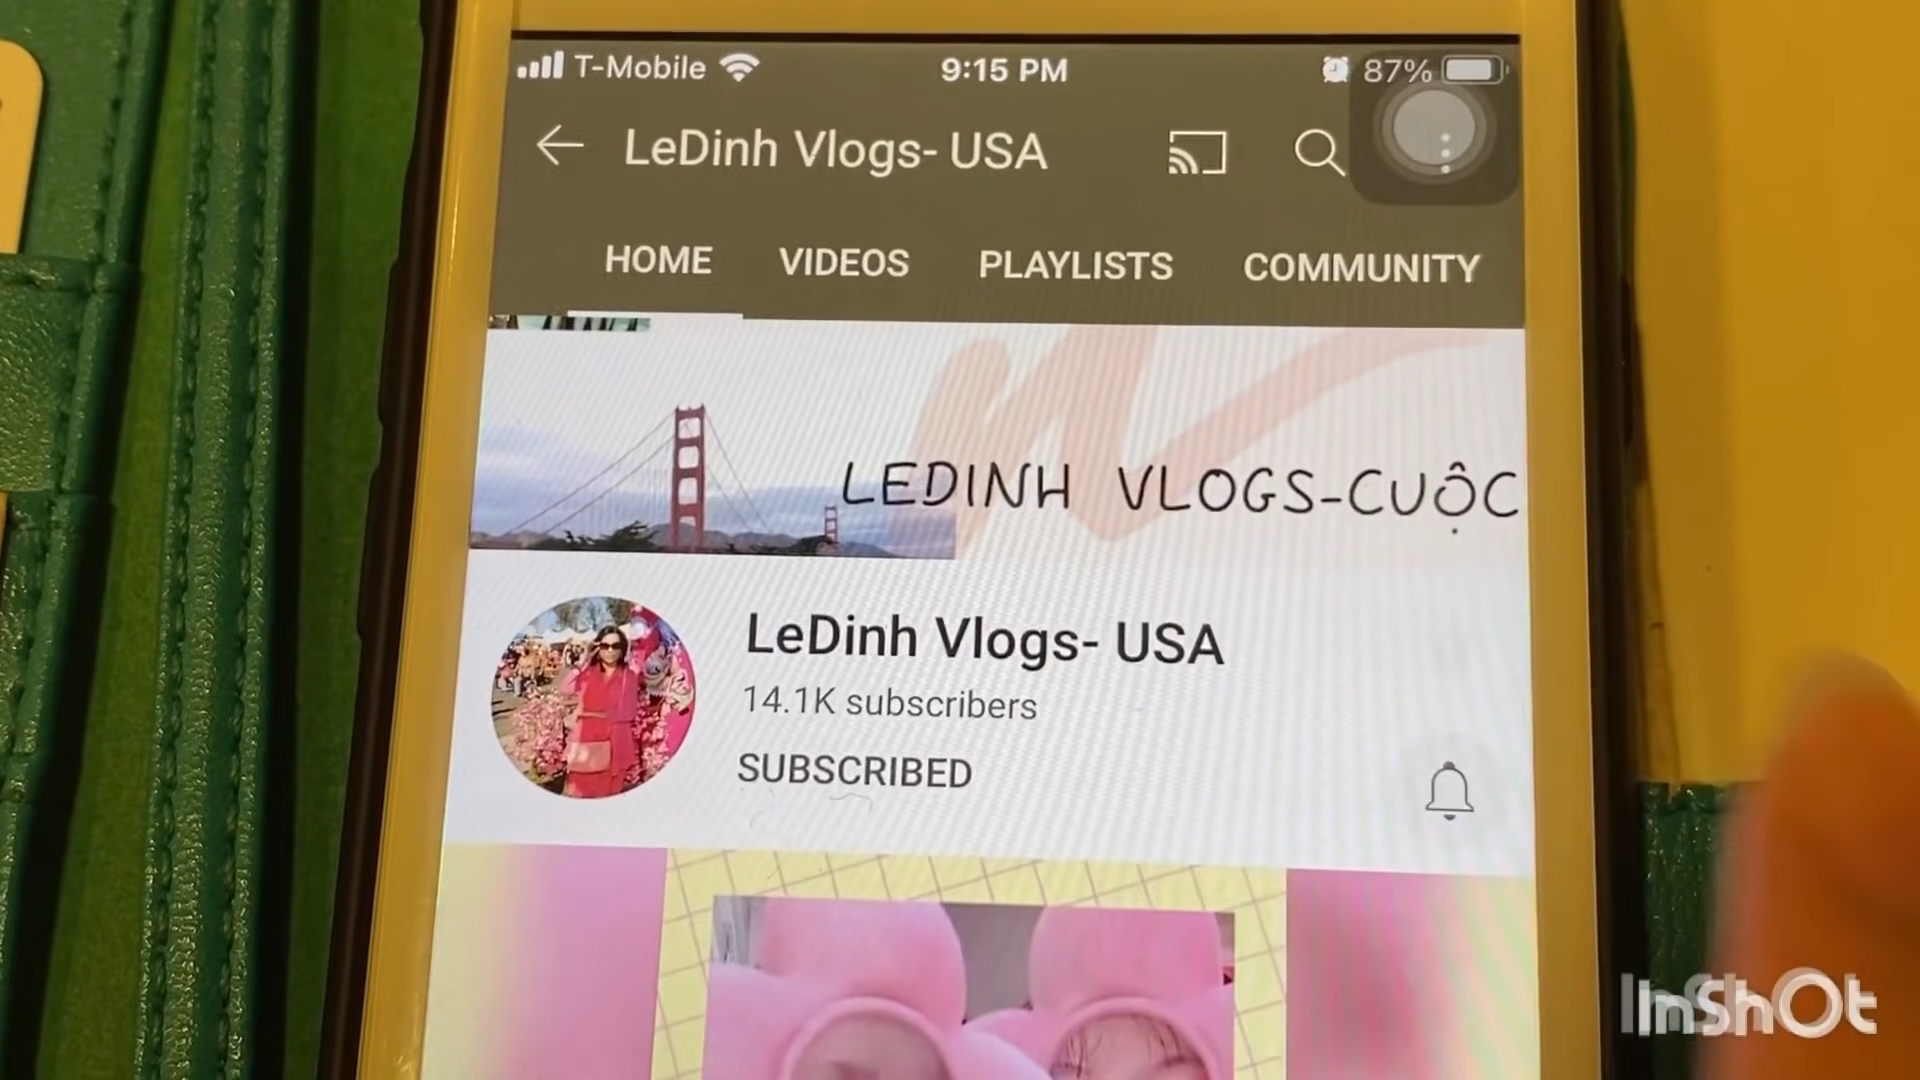 T-Mobile 9:15 PM 87%
LeDinh Vlogs- USA
HOME VIDEOS PLAYLISTS COMMUNITY
LEDINH VLOGS-CUỘC
LeDinh Vlogs- USA
14.1K subscribers
SUBSCRIBED
InShOt